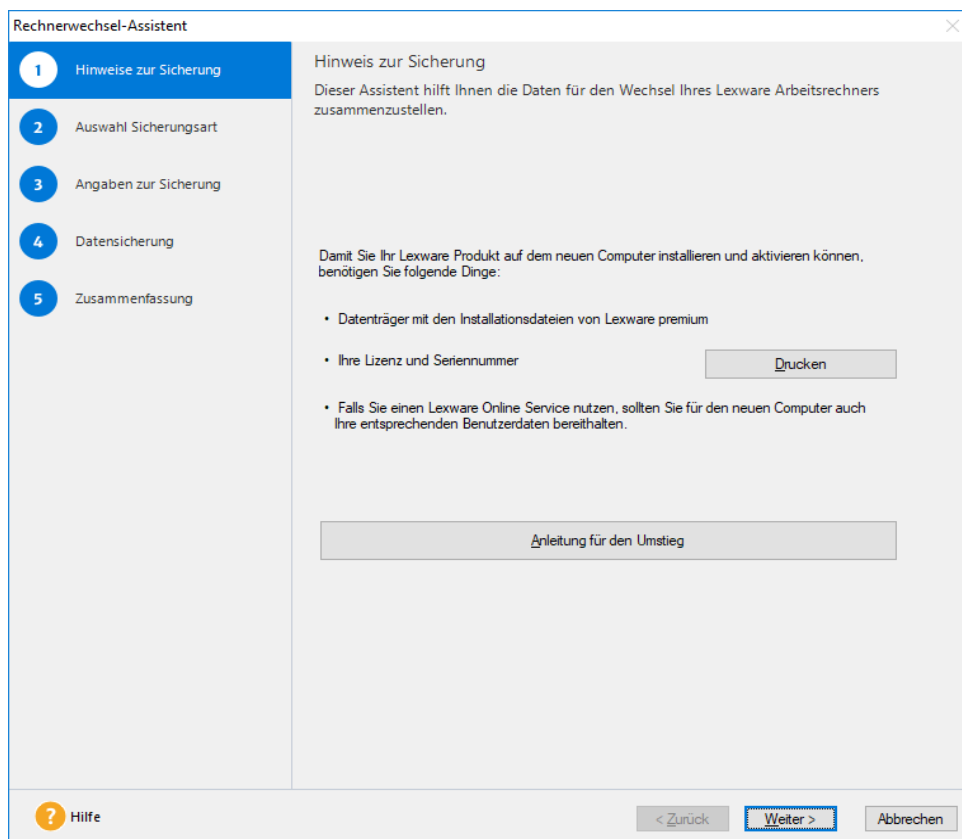 Rechnerwechsel-Assistent
1 Hinweise zur Sicherung
2 Auswahl Sicherungsart
3 Angaben zur Sicherung
4 Datensicherung
5 Zusammenfassung
Hinweis zur Sicherung
Dieser Assistent hilft Ihnen die Daten für den Wechsel Ihres Lexware Arbeitsrechners
zusammenzustellen.
Damit Sie Ihr Lexware Produkt auf dem neuen Computer installieren und aktivieren können,
benötigen Sie folgende Dinge:
• Datenträger mit den Installationsdateien von Lexware premium
• Ihre Lizenz und Seriennummer
Drucken
• Falls Sie einen Lexware Online Service nutzen, sollten Sie für den neuen Computer auch
Ihre entsprechenden Benutzerdaten bereithalten.
Anleitung für den Umstieg
? Hilfe
< Zurück
Weiter >
Abbrechen